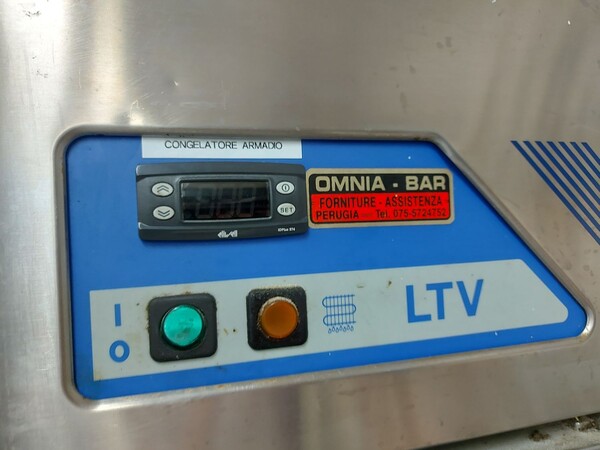 CONGELATORE ARMADIO
SET
OMNIA - BAR
FORNITURE - ASSISTENZA
PERUGIA - Tel. 075-5724752
I
O
LTV